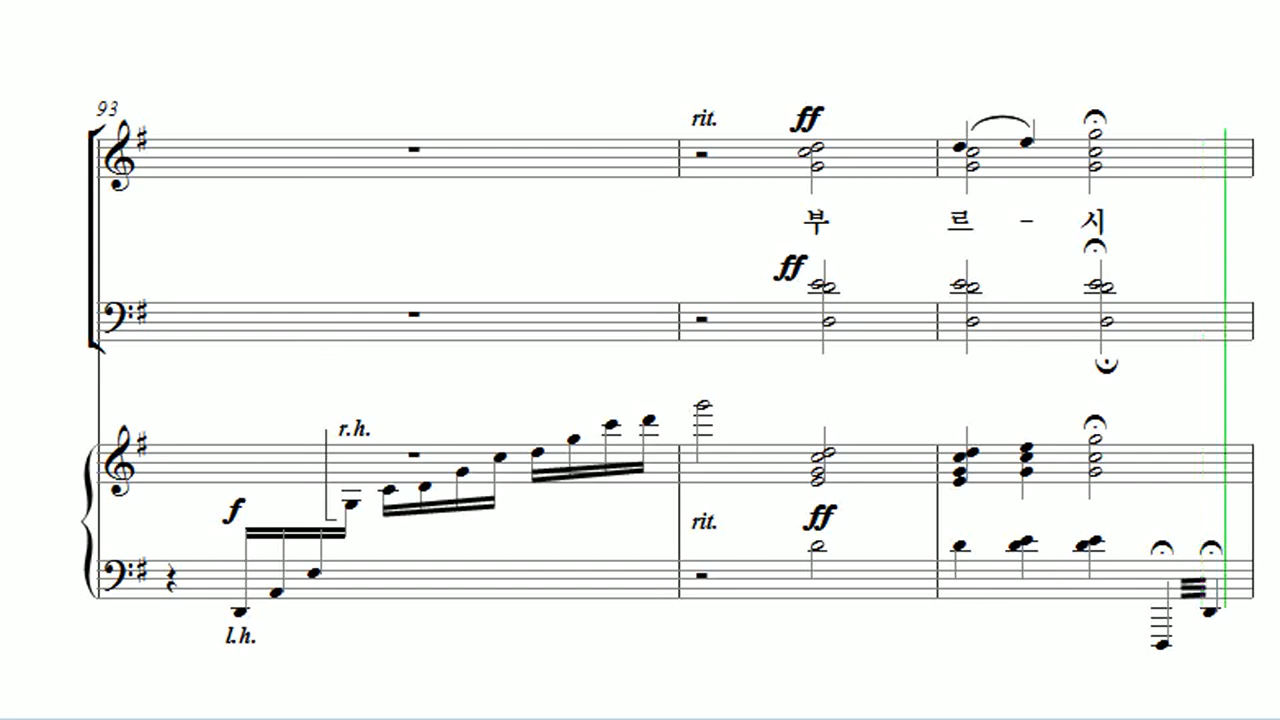 93
rit. ff
부 르 - 시
ff
r.h.
f
rit. ff
l.h.